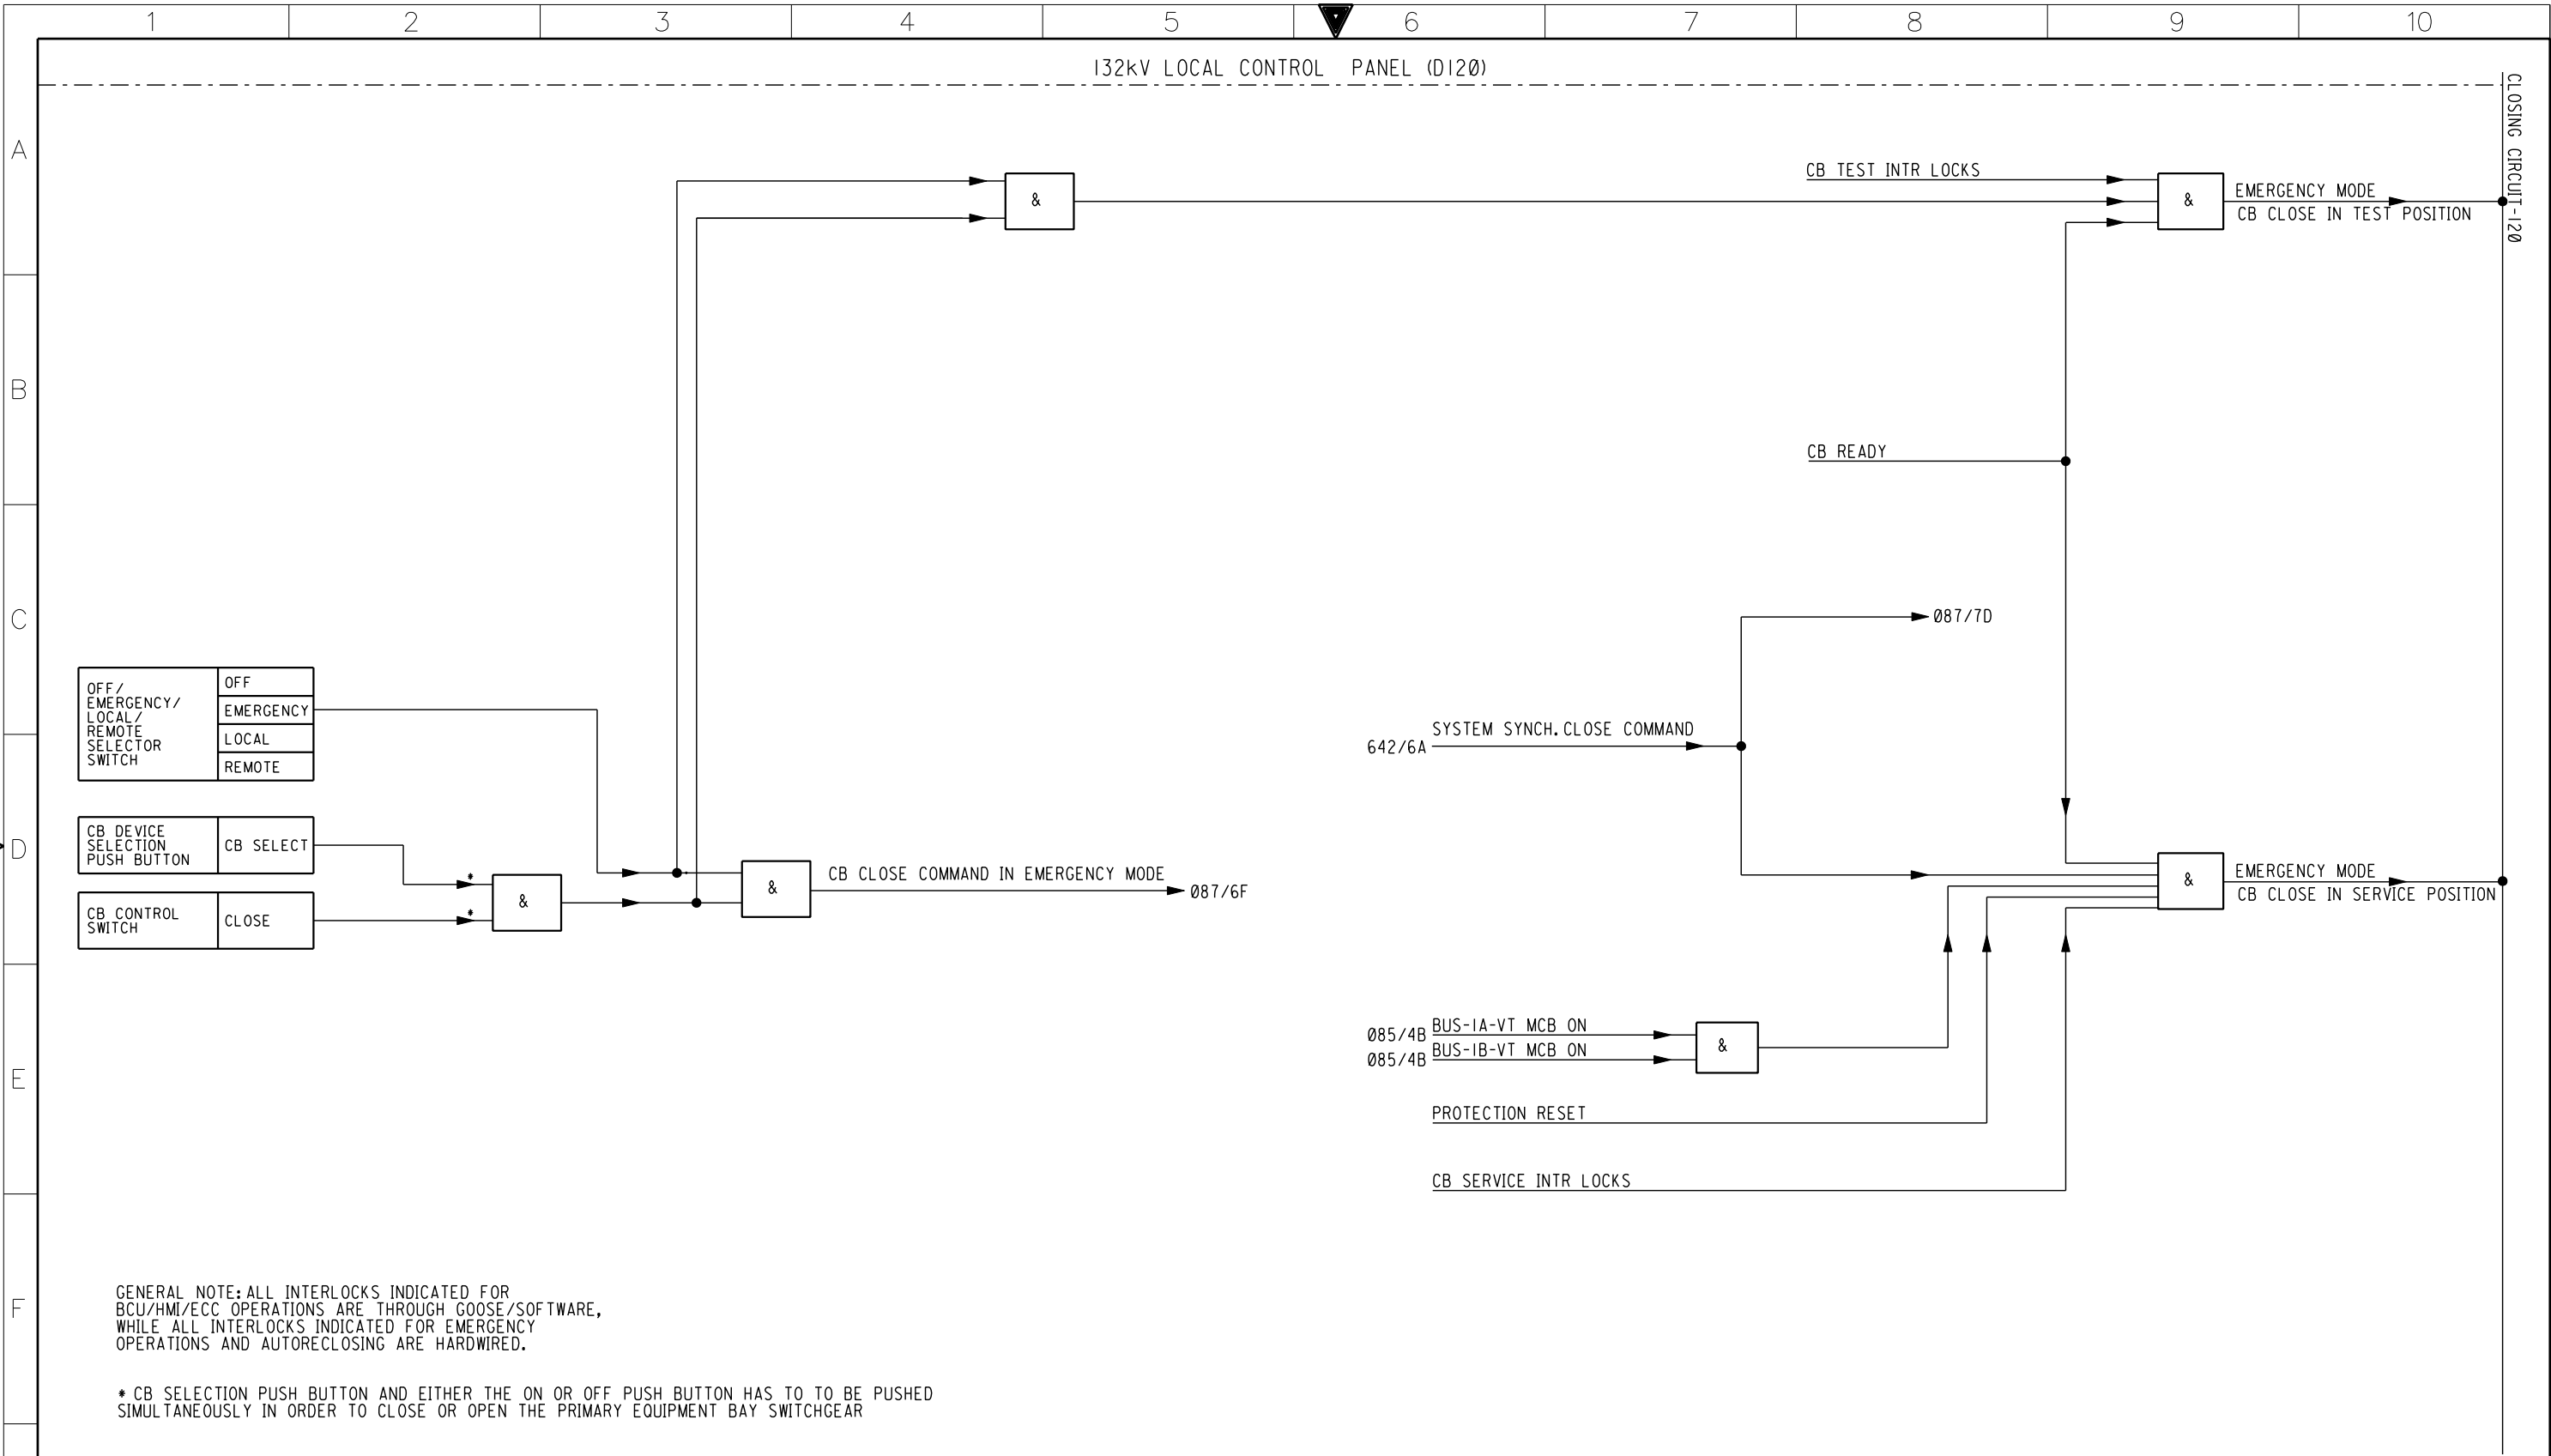 1 2 3 4 5 6 7 8 9 10
132kV LOCAL CONTROL PANEL (D120)
CLOSING CIRCUIT-120
A
CB TEST INTR LOCKS
&
&
EMERGENCY MODE
CB CLOSE IN TEST POSITION
B
CB READY
C
087/7D
OFF/
EMERGENCY/
LOCAL/
REMOTE
SELECTOR
SWITCH
OFF
EMERGENCY
LOCAL
REMOTE
SYSTEM SYNCH.CLOSE COMMAND
642/6A
D
CB DEVICE
SELECTION
PUSH BUTTON
CB SELECT
*
CB CONTROL
SWITCH
CLOSE
*
&
&
CB CLOSE COMMAND IN EMERGENCY MODE
087/6F
&
EMERGENCY MODE
CB CLOSE IN SERVICE POSITION
E
085/4B BUS-1A-VT MCB ON
085/4B BUS-1B-VT MCB ON
&
PROTECTION RESET
CB SERVICE INTR LOCKS
F
GENERAL NOTE:ALL INTERLOCKS INDICATED FOR
BCU/HMI/ECC OPERATIONS ARE THROUGH GOOSE/SOFTWARE,
WHILE ALL INTERLOCKS INDICATED FOR EMERGENCY
OPERATIONS AND AUTORECLOSING ARE HARDWIRED.
* CB SELECTION PUSH BUTTON AND EITHER THE ON OR OFF PUSH BUTTON HAS TO TO BE PUSHED
SIMULTANEOUSLY IN ORDER TO CLOSE OR OPEN THE PRIMARY EQUIPMENT BAY SWITCHGEAR